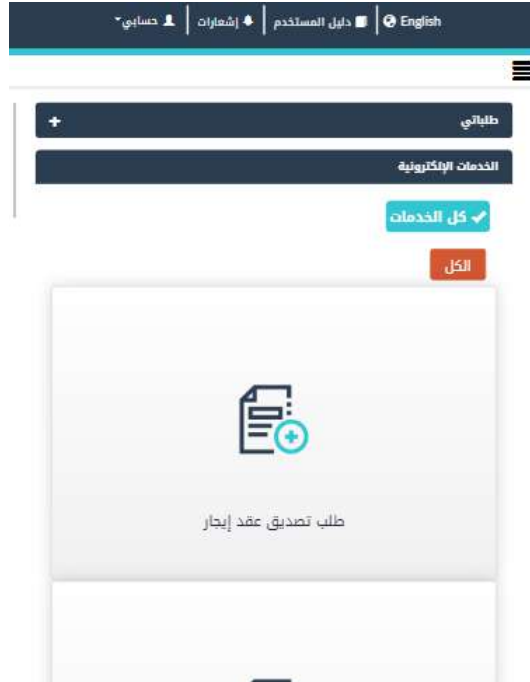 English دليل المستخدم إشعارات حسابي
طلباتي
الخدمات الإلكترونية
كل الخدمات
الكل
طلب تصديق عقد إيجار